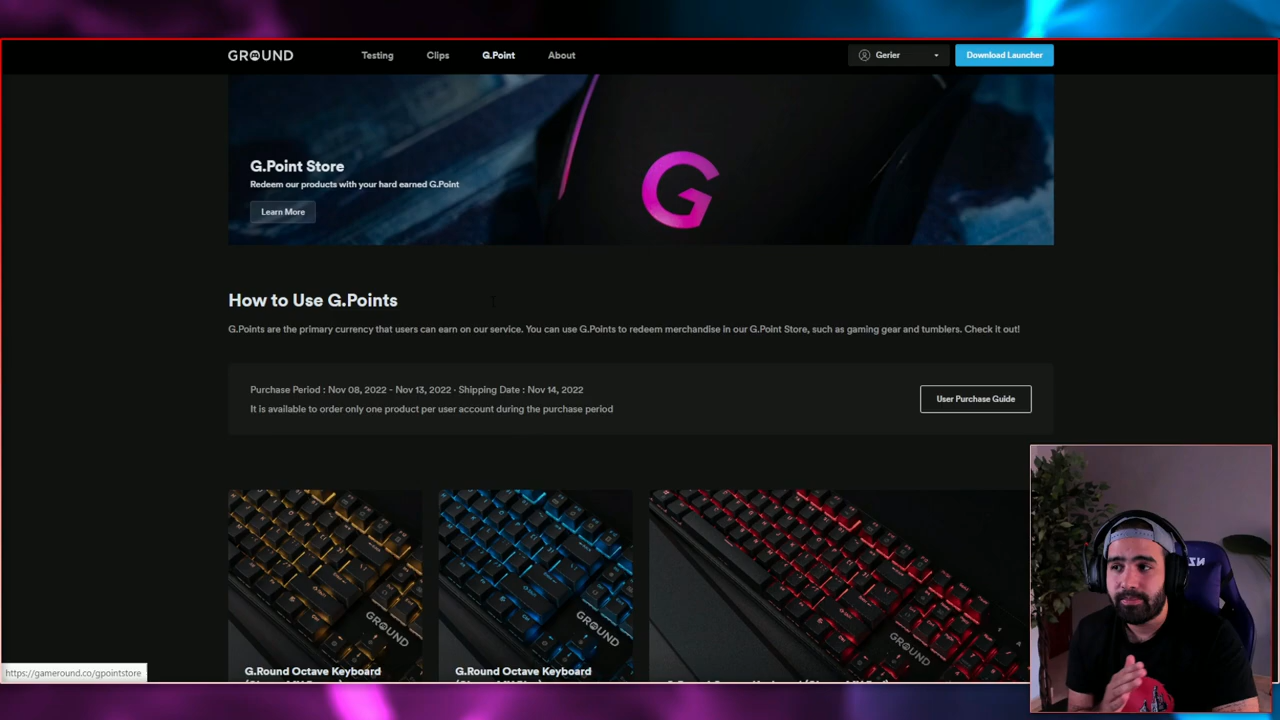 GROUND
Testing
Clips
G.Point
About
Gerier
Download Launcher
G
G.Point Store
Redeem our products with your hard earned G.Point
Learn More
How to Use G.Points
G.Points are the primary currency that users can earn on our service. You can use G.Points to redeem merchandise in our G.Point Store, such as gaming gear and tumblers. Check it out!
Purchase Period : Nov 08, 2022 - Nov 13, 2022 · Shipping Date : Nov 14, 2022
It is available to order only one product per user account during the purchase period
User Purchase Guide
GROUND
GROUND
GROUND
G.Round Octave Keyboard
G.Round Octave Keyboard
https://gameround.co/gpointstore